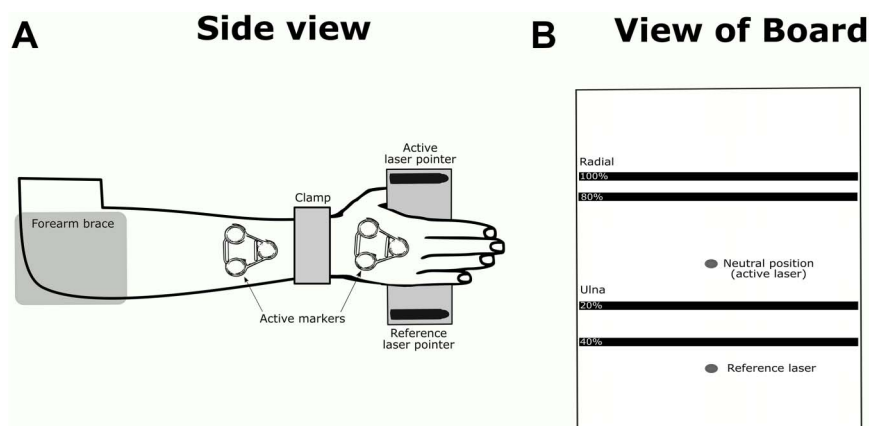 A
Side view
Active
laser pointer
Clamp
Forearm brace
Active markers
Reference
laser pointer
B
View of Board
Radial
100%
80%
Neutral position
(active laser)
Ulna
20%
40%
Reference laser